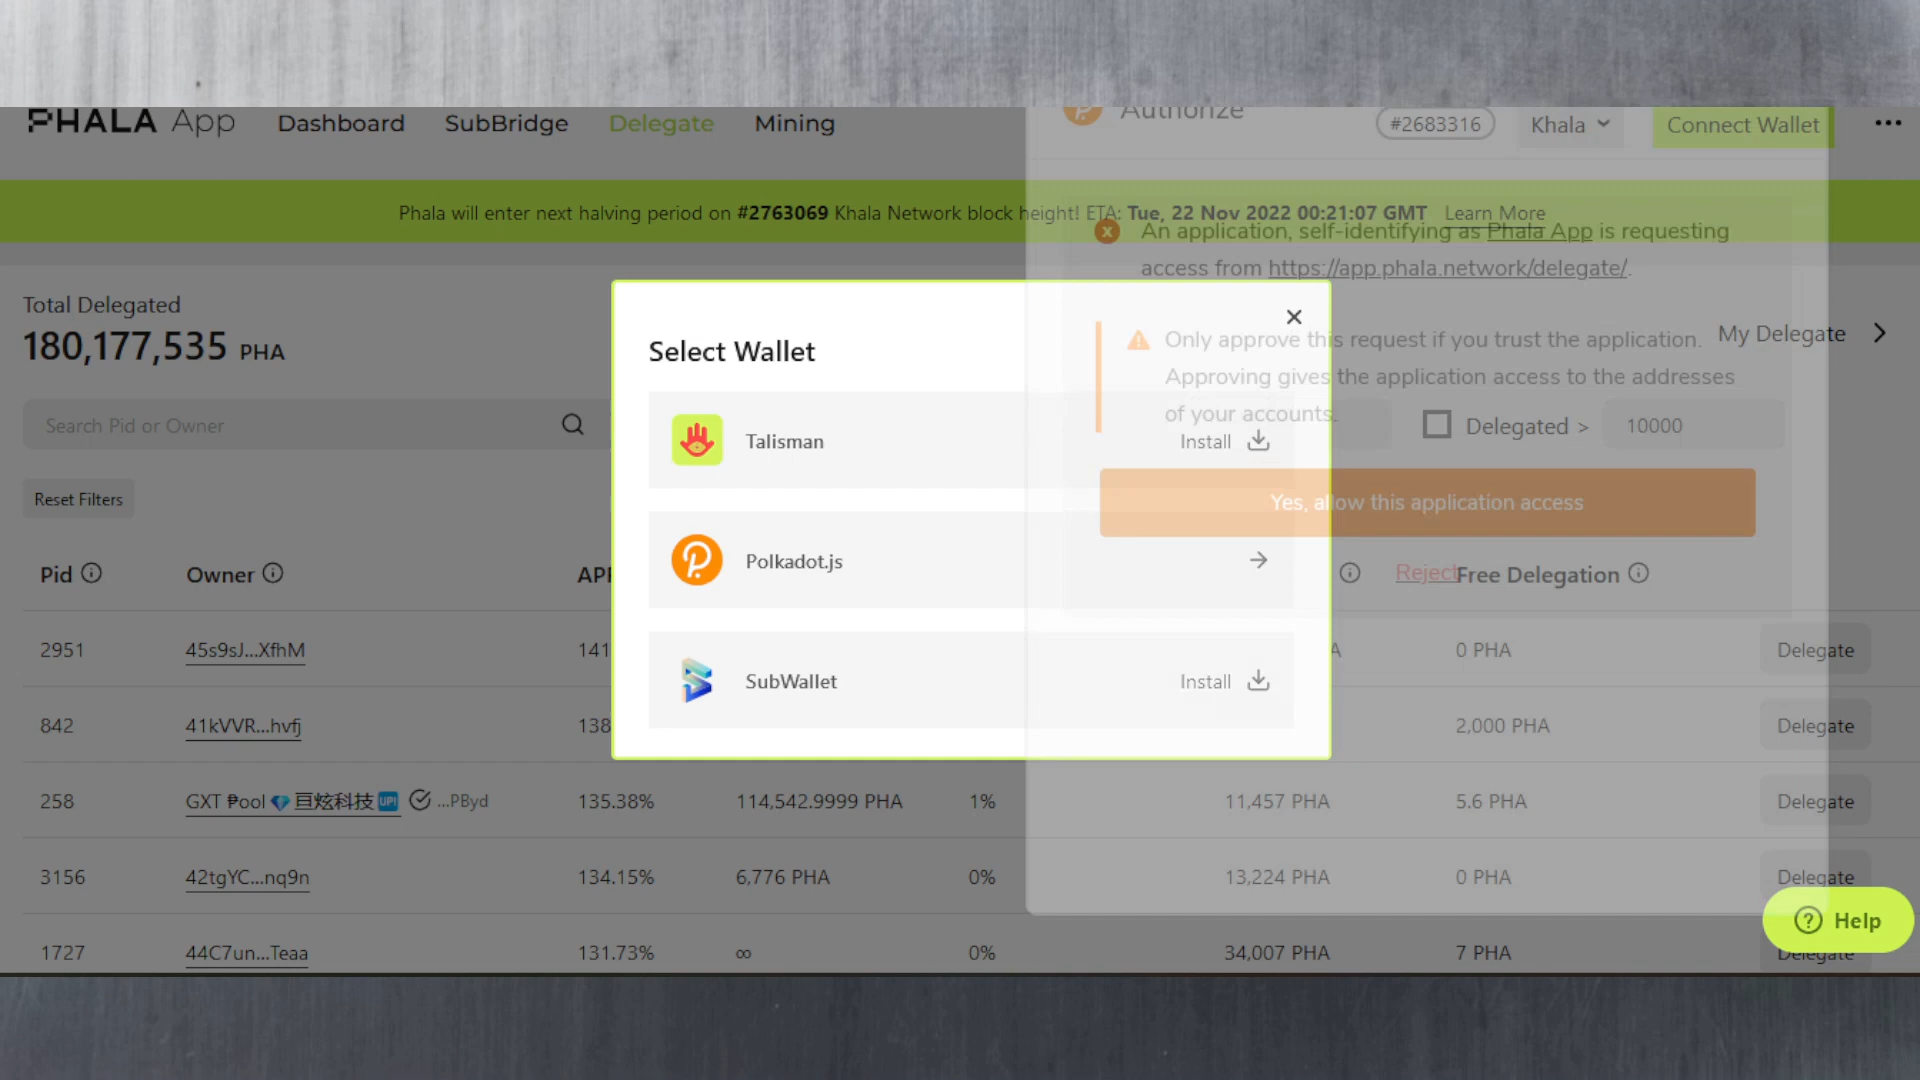 PHALA App
Dashboard
SubBridge
Delegate
Mining
Authorize
#2683316
Khala
Connect Wallet
Phala will enter next halving period on #2763069 Khala Network block height! ETA: Tue, 22 Nov 2022 00:21:07 GMT Learn More
An application, self-identifying as Phala App is requesting
access from https://app.phala.network/delegate/.
Total Delegated
180,177,535 PHA
My Delegate
Only approve this request if you trust the application.
Approving gives the application access to the addresses
of your accounts.
Select Wallet
Talisman
Install
Polkadot.js
SubWallet
Install
Search Pid or Owner
Delegated >
10000
Yes, allow this application access
Reject
Reset Filters
Pid Owner Free Delegation
2951 45s9sJ...XfhM 141 0 PHA Delegate
842 41kVVR...hvfj 138 2,000 PHA Delegate
258 GXT ₱ool💎亘炫科技UP! ...PByd 135.38% 114,542.9999 PHA 1% 11,457 PHA 5.6 PHA Delegate
3156 42tgYC...nq9n 134.15% 6,776 PHA 0% 13,224 PHA 0 PHA Delegate
1727 44C7un...Teaa 131.73% ∞ 0% 34,007 PHA 7 PHA Delegate
Help